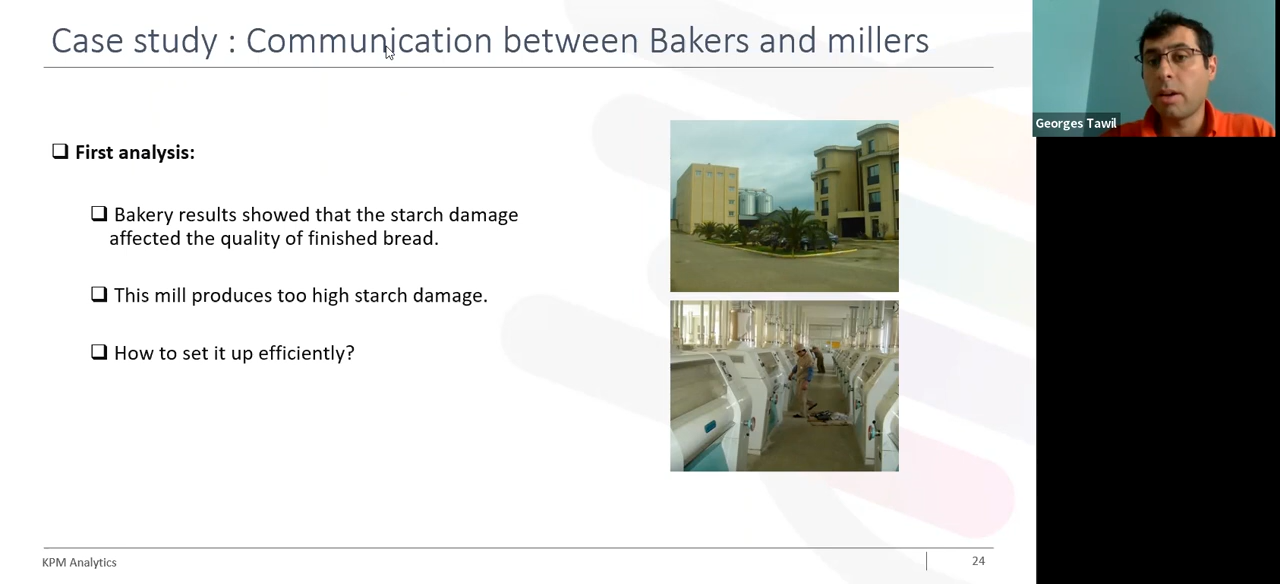 Case study : Communication between Bakers and millers
Georges Tawil
❑ First analysis:
❑ Bakery results showed that the starch damage
affected the quality of finished bread.
❑ This mill produces too high starch damage.
❑ How to set it up efficiently?
KPM Analytics
24